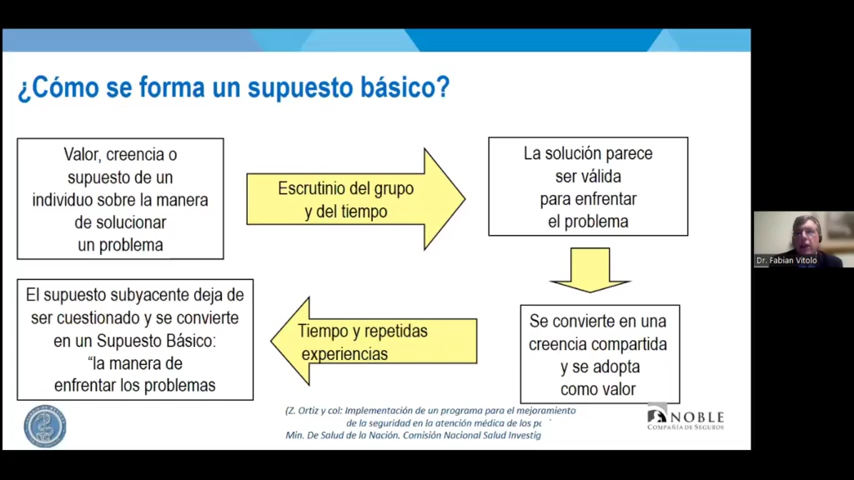 ¿Cómo se forma un supuesto básico?
Valor, creencia o
supuesto de un
individuo sobre la manera
de solucionar
un problema
Escrutinio del grupo
y del tiempo
La solución parece
ser válida
para enfrentar
el problema
Se convierte en una
creencia compartida
y se adopta
como valor
Tiempo y repetidas
experiencias
El supuesto subyacente deja de
ser cuestionado y se convierte
en un Supuesto Básico:
“la manera de
enfrentar los problemas
(Z. Ortiz y col: Implementación de un programa para el mejoramiento
de la seguridad en la atención médica de los
Min. De Salud de la Nación. Comisión Nacional Salud Investig
NOBLE
COMPAÑÍA DE SEGUROS
Dr. Fabian Vitolo